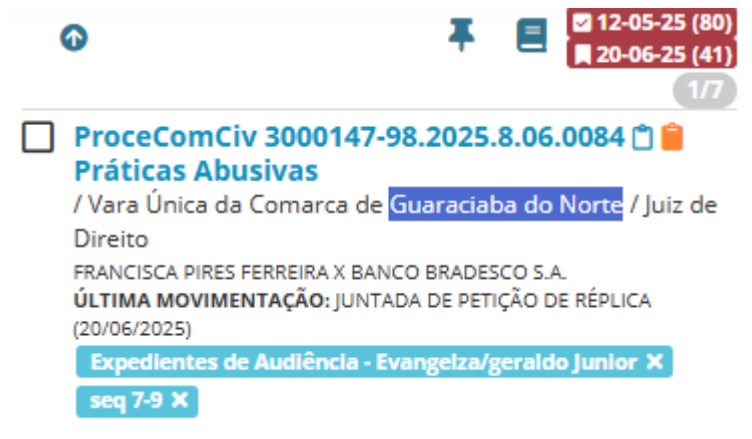 12-05-25 (80)
20-06-25 (41)
1/7
ProceComCiv 3000147-98.2025.8.06.0084
Práticas Abusivas
/ Vara Única da Comarca de Guaraciaba do Norte / Juiz de
Direito
FRANCISCA PIRES FERREIRA X BANCO BRADESCO S.A.
ÚLTIMA MOVIMENTAÇÃO: JUNTADA DE PETIÇÃO DE RÉPLICA
(20/06/2025)
Expedientes de Audiência - Evangelza/geraldo Junior ×
seq 7-9 ×